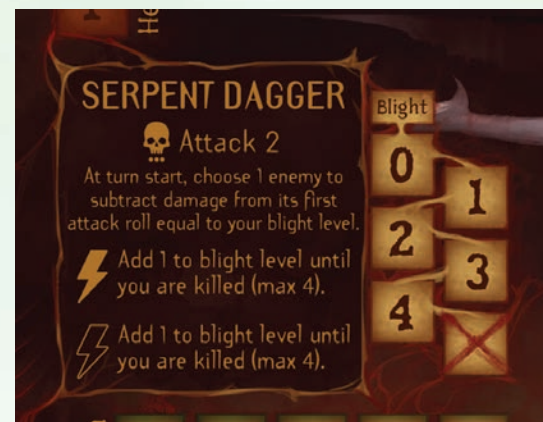 He
SERPENT DAGGER
Attack 2
At turn start, choose 1 enemy to
subtract damage from its first
attack roll equal to your blight level.
Add 1 to blight level until
you are killed (max 4).
Add 1 to blight level until
you are killed (max 4).
Blight
0
1
2
3
4